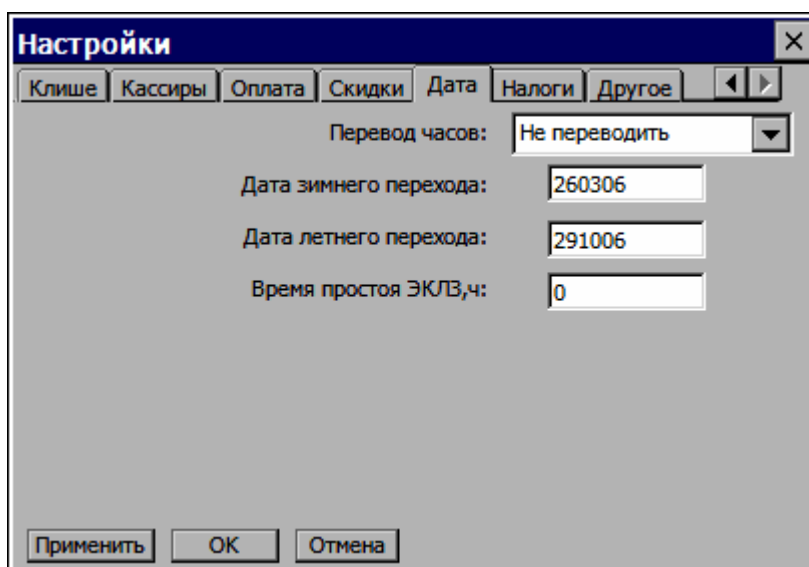 Настройки
Клише Кассиры Оплата Скидки Дата Налоги Другое
Перевод часов: Не переводить
Дата зимнего перехода: 260306
Дата летнего перехода: 291006
Время простоя ЭКЛЗ,ч: 0
Применить OK Отмена